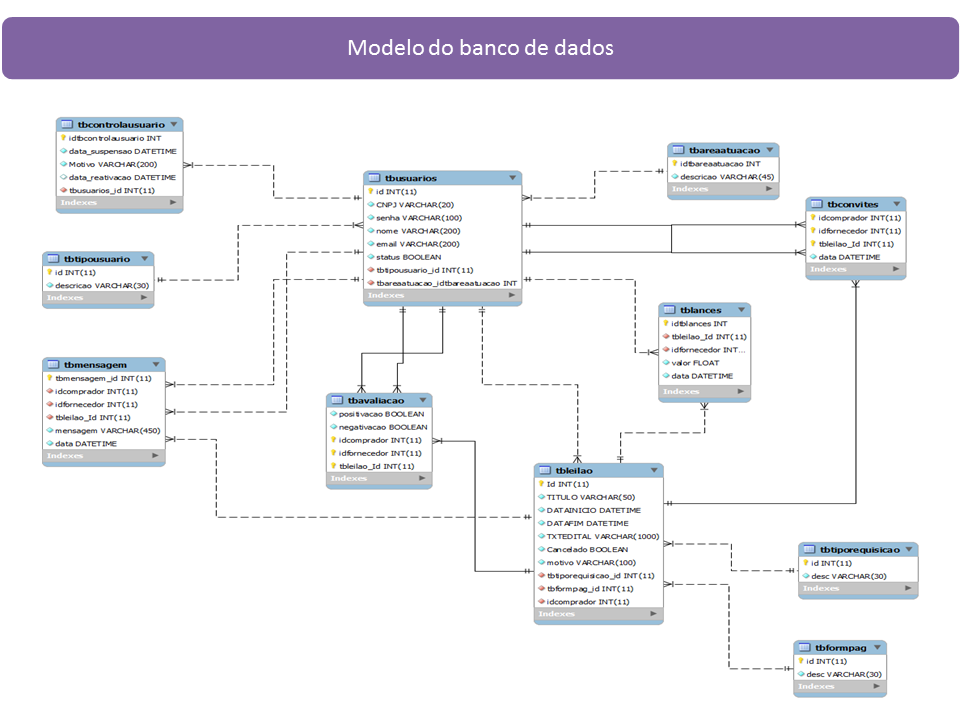 Modelo do banco de dados
tbcontrolausuario
idtbcontrolausuario INT
data_suspensao DATETIME
Motivo VARCHAR(200)
data_reativacao DATETIME
tbusuarios_id INT(11)
Indexes
tbtipousuario
id INT(11)
descricao VARCHAR(30)
Indexes
tbmensagem
tbmensagem_id INT(11)
idcomprador INT(11)
idfornecedor INT(11)
tbleilao_Id INT(11)
mensagem VARCHAR(450)
data DATETIME
Indexes
tbusuarios
id INT(11)
CNPJ VARCHAR(20)
senha VARCHAR(100)
nome VARCHAR(200)
email VARCHAR(200)
status BOOLEAN
tbtipousuario_id INT(11)
tbareaatuacao_idtbareaatuacao INT
Indexes
tbavaliacao
positivacao BOOLEAN
negativacao BOOLEAN
idcomprador INT(11)
idfornecedor INT(11)
tbleilao_Id INT(11)
Indexes
tbareaatuacao
idtbareaatuacao INT
descricao VARCHAR(45)
Indexes
tbconvites
idcomprador INT(11)
idfornecedor INT(11)
tbleilao_Id INT(11)
data DATETIME
Indexes
tblances
idtblances INT
tbleilao_Id INT(11)
idfornecedor INT...
valor FLOAT
data DATETIME
Indexes
tbleilao
Id INT(11)
TITULO VARCHAR(50)
DATAINICIO DATETIME
DATAFIM DATETIME
TXTEDITAL VARCHAR(1000)
Cancelado BOOLEAN
motivo VARCHAR(100)
tbtiporequisicao_id INT(11)
tbformpag_id INT(11)
idcomprador INT(11)
Indexes
tbtiporequisicao
id INT(11)
desc VARCHAR(30)
Indexes
tbformpag
id INT(11)
desc VARCHAR(30)
Indexes